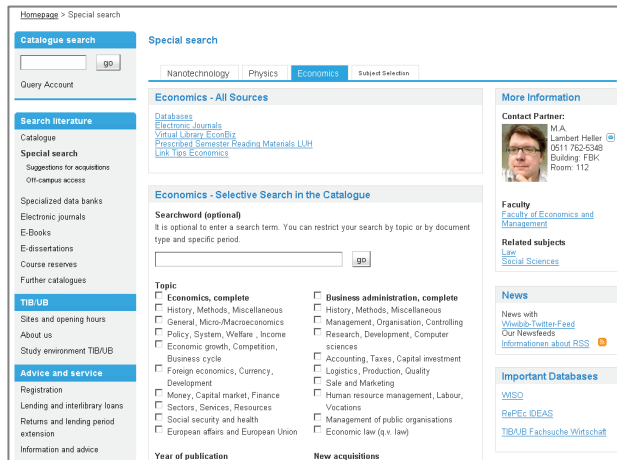 Homepage > Special search
Catalogue search
go
Query Account
Search literature
Catalogue
Special search
Suggestions for acquisitions
Off-campus access
Specialized data banks
Electronic journals
E-Books
E-dissertations
Course reserves
Further catalogues
TIB/UB
Sites and opening hours
About us
Study environment TIB/UB
Advice and service
Registration
Lending and interlibrary loans
Returns and lending period
extension
Information and advice
Special search
Nanotechnology Physics Economics Subject Selection
Economics - All Sources
Databases
Electronic Journals
Virtual Library EconBiz
Prescribed Semester Reading Materials LUH
Link Tips Economics
Economics - Selective Search in the Catalogue
Searchword (optional)
It is optional to enter a search term. You can restrict your search by topic or by document
type and specific period.
go
Topic
Economics, complete
History, Methods, Miscellaneous
General, Micro-/Macroeconomics
Policy, System, Welfare , Income
Economic growth, Competition,
Business cycle
Foreign economics, Currency,
Development
Money, Capital market, Finance
Sectors, Services, Resources
Social security and health
European affairs and European Union
Business administration, complete
History, Methods, Miscellaneous
Management, Organisation, Controlling
Research, Development, Computer
sciences
Accounting, Taxes, Capital investment
Logistics, Production, Quality
Sale and Marketing
Human resource management, Labour,
Vocations
Management of public organisations
Economic law (q.v. law)
Year of publication
New acquisitions
More Information
Contact Partner:
M.A.
Lambert Heller
0511 762-5348
Building: FBK
Room: 112
Faculty
Faculty of Economics and
Management
Related subjects
Law
Social Sciences
News
News with
Wiwibib-Twitter-Feed
Our Newsfeeds
Informationen about RSS
Important Databases
WISO
RePEc IDEAS
TIB/UB Fachsuche Wirtschaft